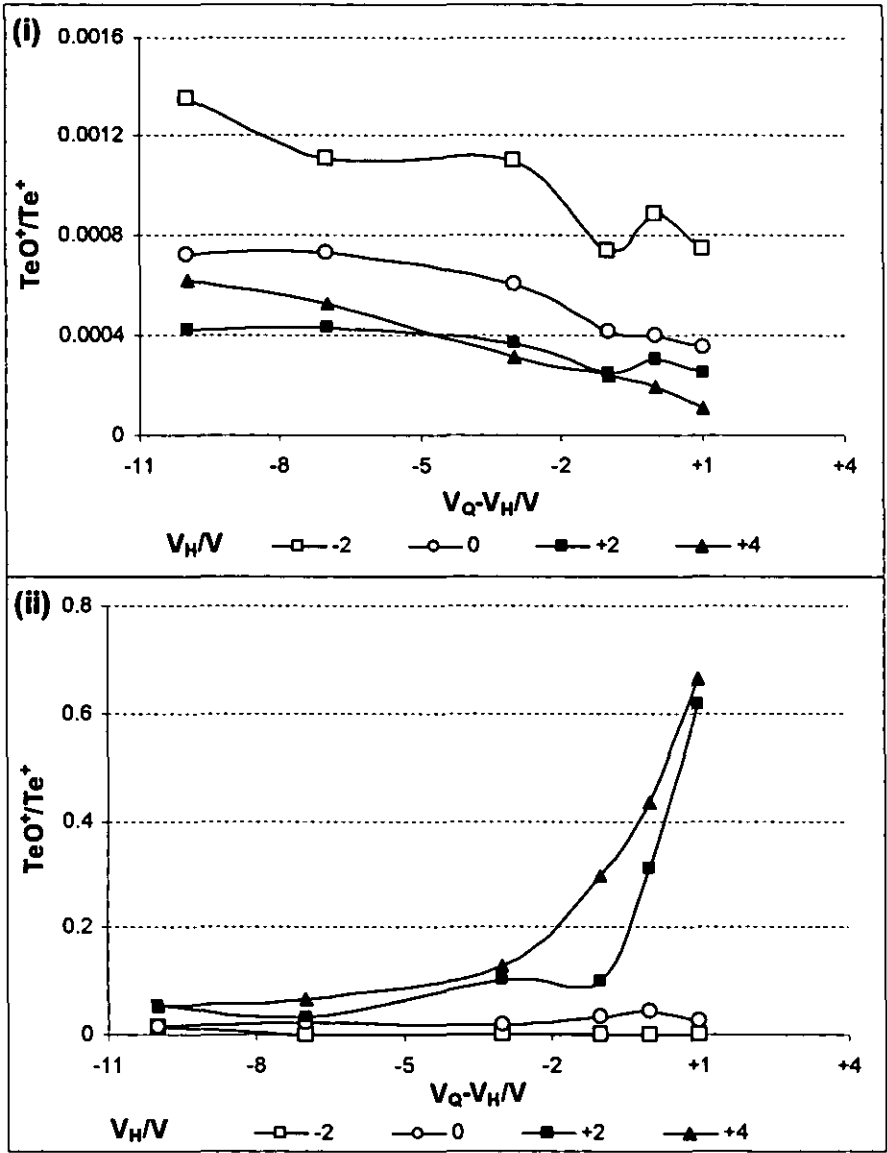 (i)
0.0016
0.0012
0.0008
0.0004
0
TeO⁺/Te⁺
-11 -8 -5 -2 +1 +4
V_Q-V_H/V
V_H/V -2 0 +2 +4
(ii)
0.8
0.6
0.4
0.2
0
TeO⁺/Te⁺
-11 -8 -5 -2 +1 +4
V_Q-V_H/V
V_H/V -2 0 +2 +4